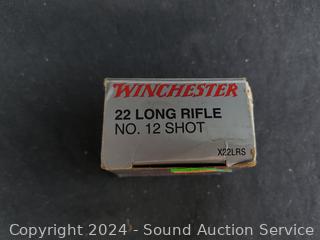 WINCHESTER
22 LONG RIFLE
NO. 12 SHOT
X22LRS
Copyright 2024 - Sound Auction Service